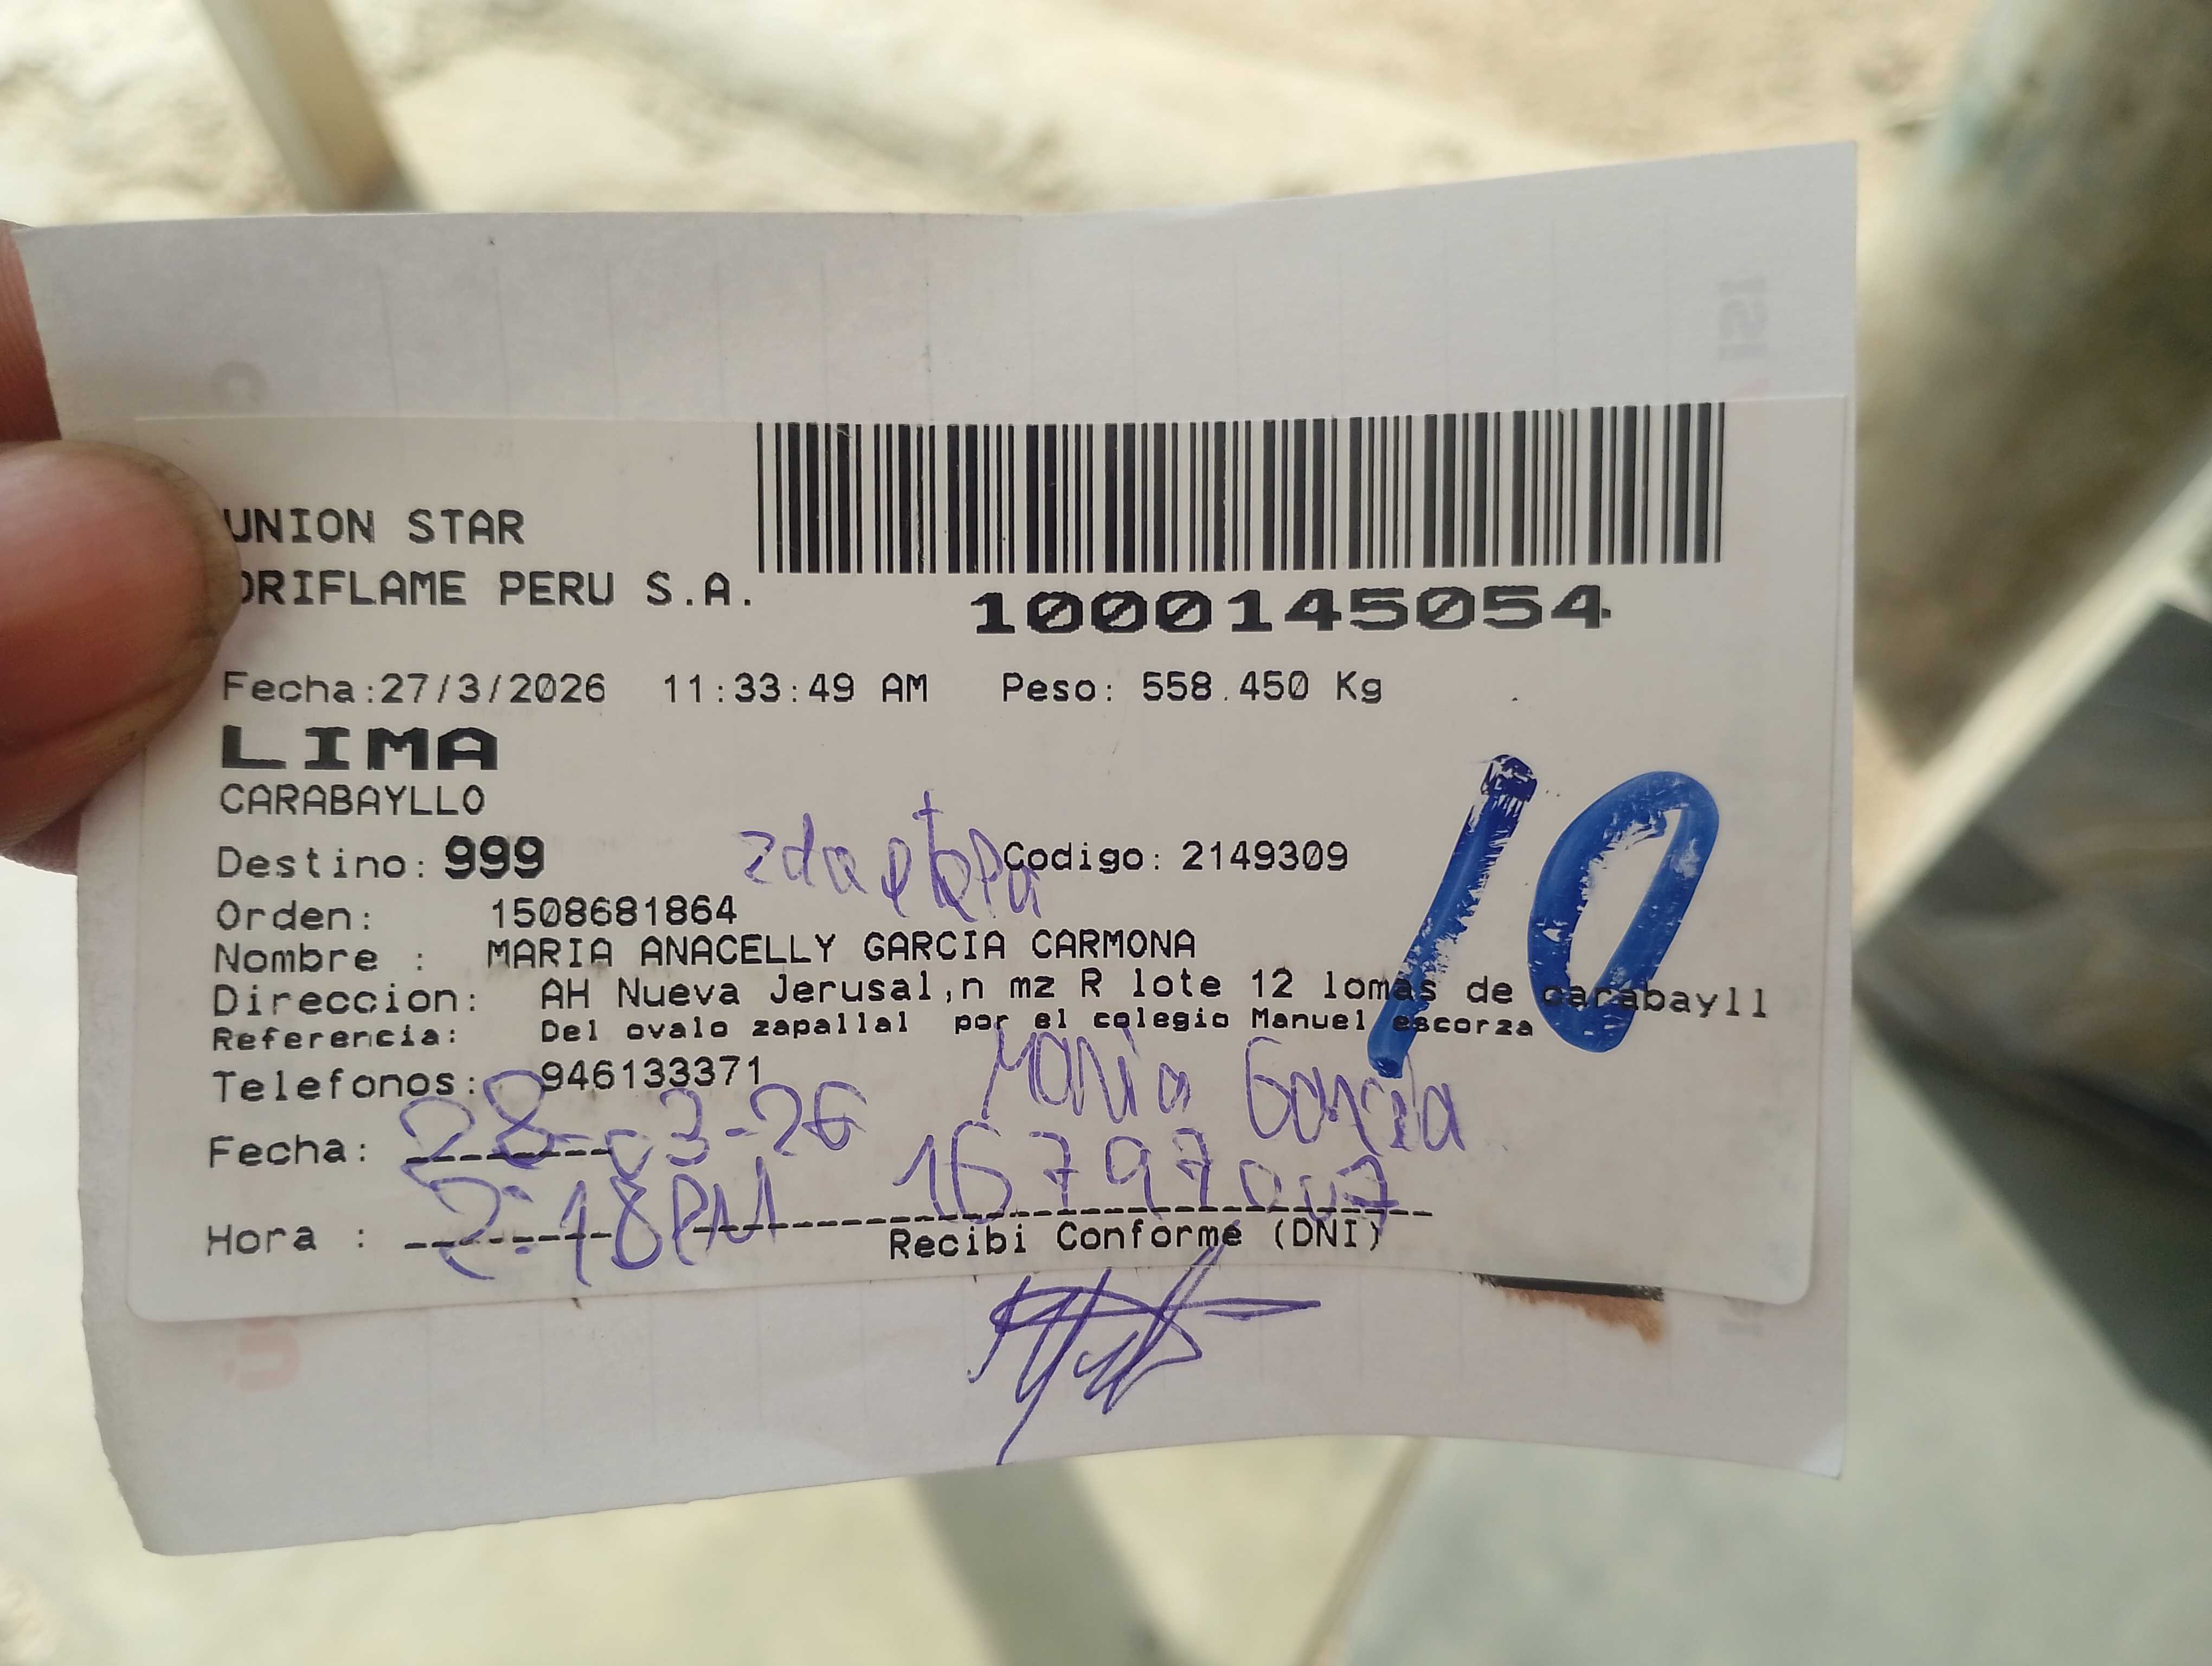 UNION STAR
ORIFLAME PERU S.A.
1000145054
Fecha:27/3/2026 11:33:49 AM Peso: 558.450 Kg
LIMA
CARABAYLLO
10
Destino: 999 2da etapa Codigo: 2149309
Orden: 1508681864
Nombre : MARIA ANACELLY GARCIA CARMONA
Direccion: AH Nueva Jerusal,n mz R lote 12 lomas de carabayll
Referencia: Del ovalo zapallal por el colegio Manuel escorza
Telefonos: 946133371
Maria Garcia
Fecha: 28-03-26
Hora : 2:18PM
Recibi Conforme (DNI)